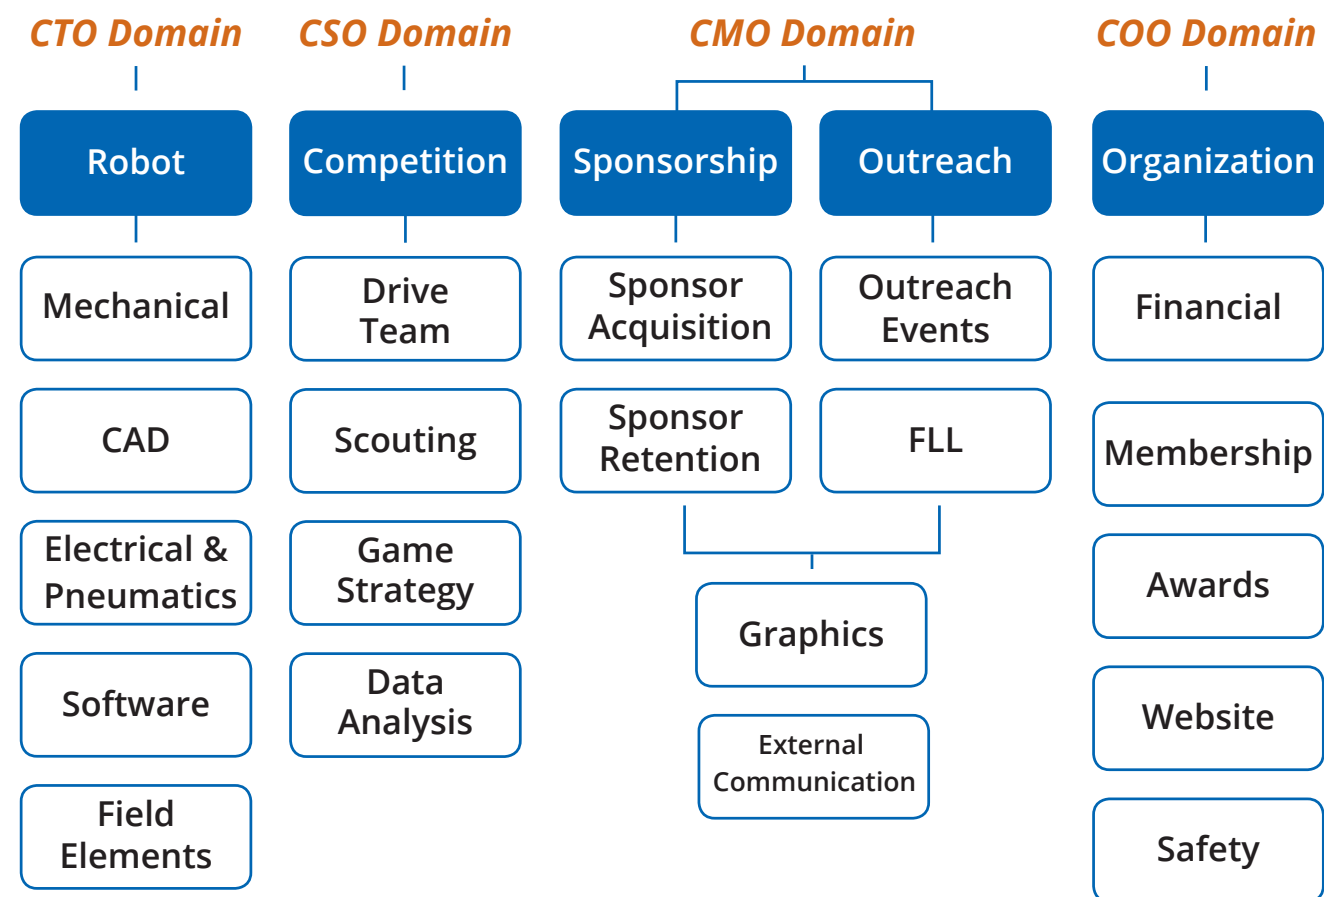 CTO Domain
CSO Domain
CMO Domain
COO Domain
Robot
Competition
Sponsorship
Outreach
Organization
Mechanical
CAD
Electrical &
Pneumatics
Software
Field
Elements
Drive
Team
Scouting
Game
Strategy
Data
Analysis
Sponsor
Acquisition
Sponsor
Retention
Outreach
Events
FLL
Graphics
External
Communication
Financial
Membership
Awards
Website
Safety